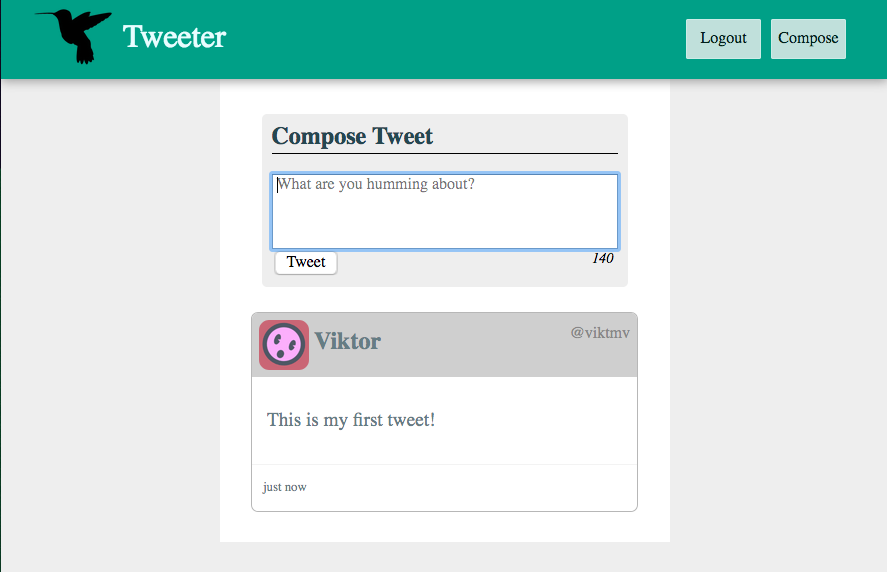 Tweeter
Logout
Compose
Compose Tweet
What are you humming about?
Tweet
140
Viktor
@viktmv
This is my first tweet!
just now